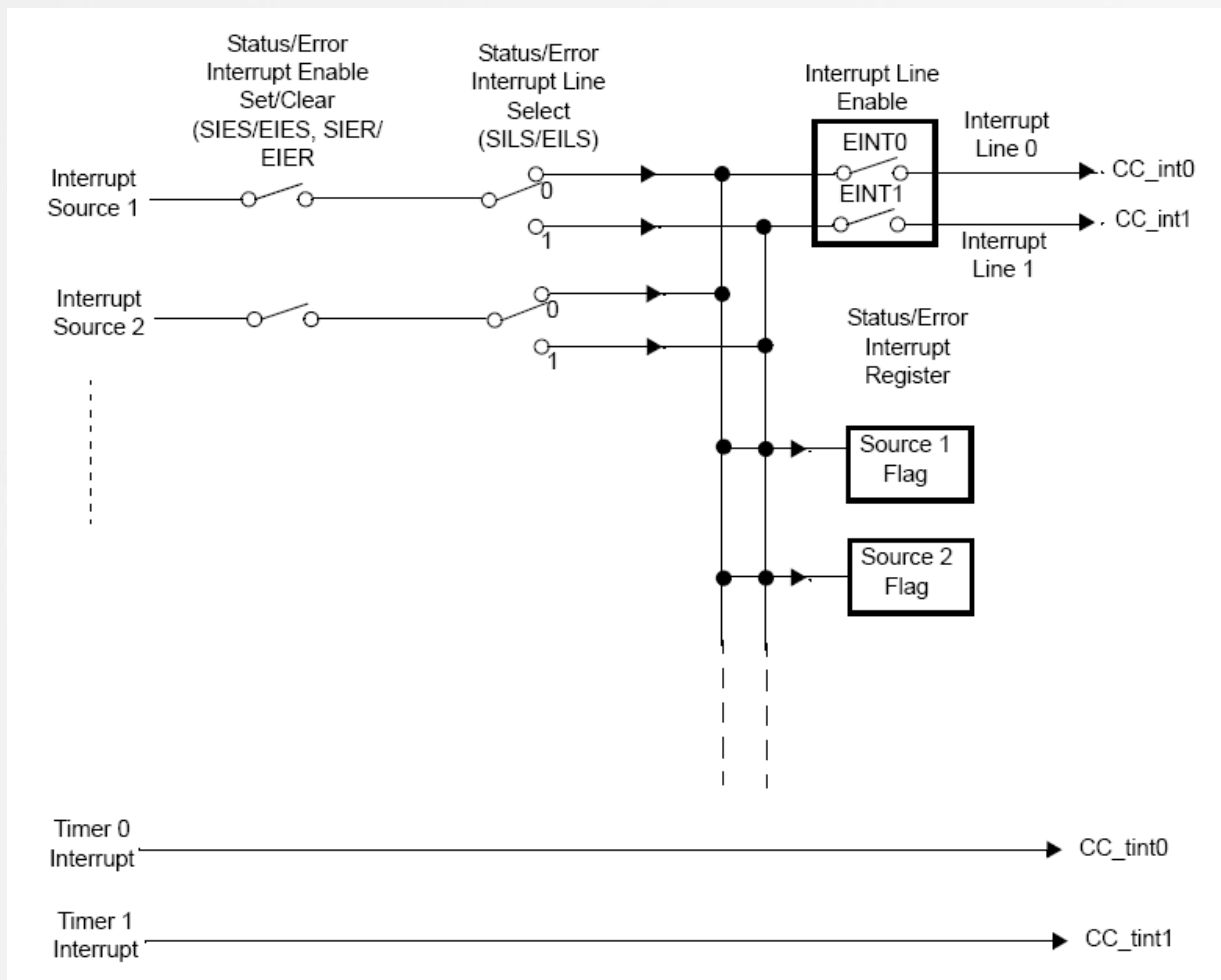 Status/Error
Interrupt Enable
Set/Clear
(SIES/EIES, SIER/
EIER
Status/Error
Interrupt Line
Select
(SILS/EILS)
Interrupt Line
Enable
EINT0
EINT1
Interrupt
Line 0
CC_int0
Interrupt
Line 1
CC_int1
Interrupt
Source 1
0
1
Interrupt
Source 2
0
1
Status/Error
Interrupt
Register
Source 1
Flag
Source 2
Flag
Timer 0
Interrupt
CC_tint0
Timer 1
Interrupt
CC_tint1